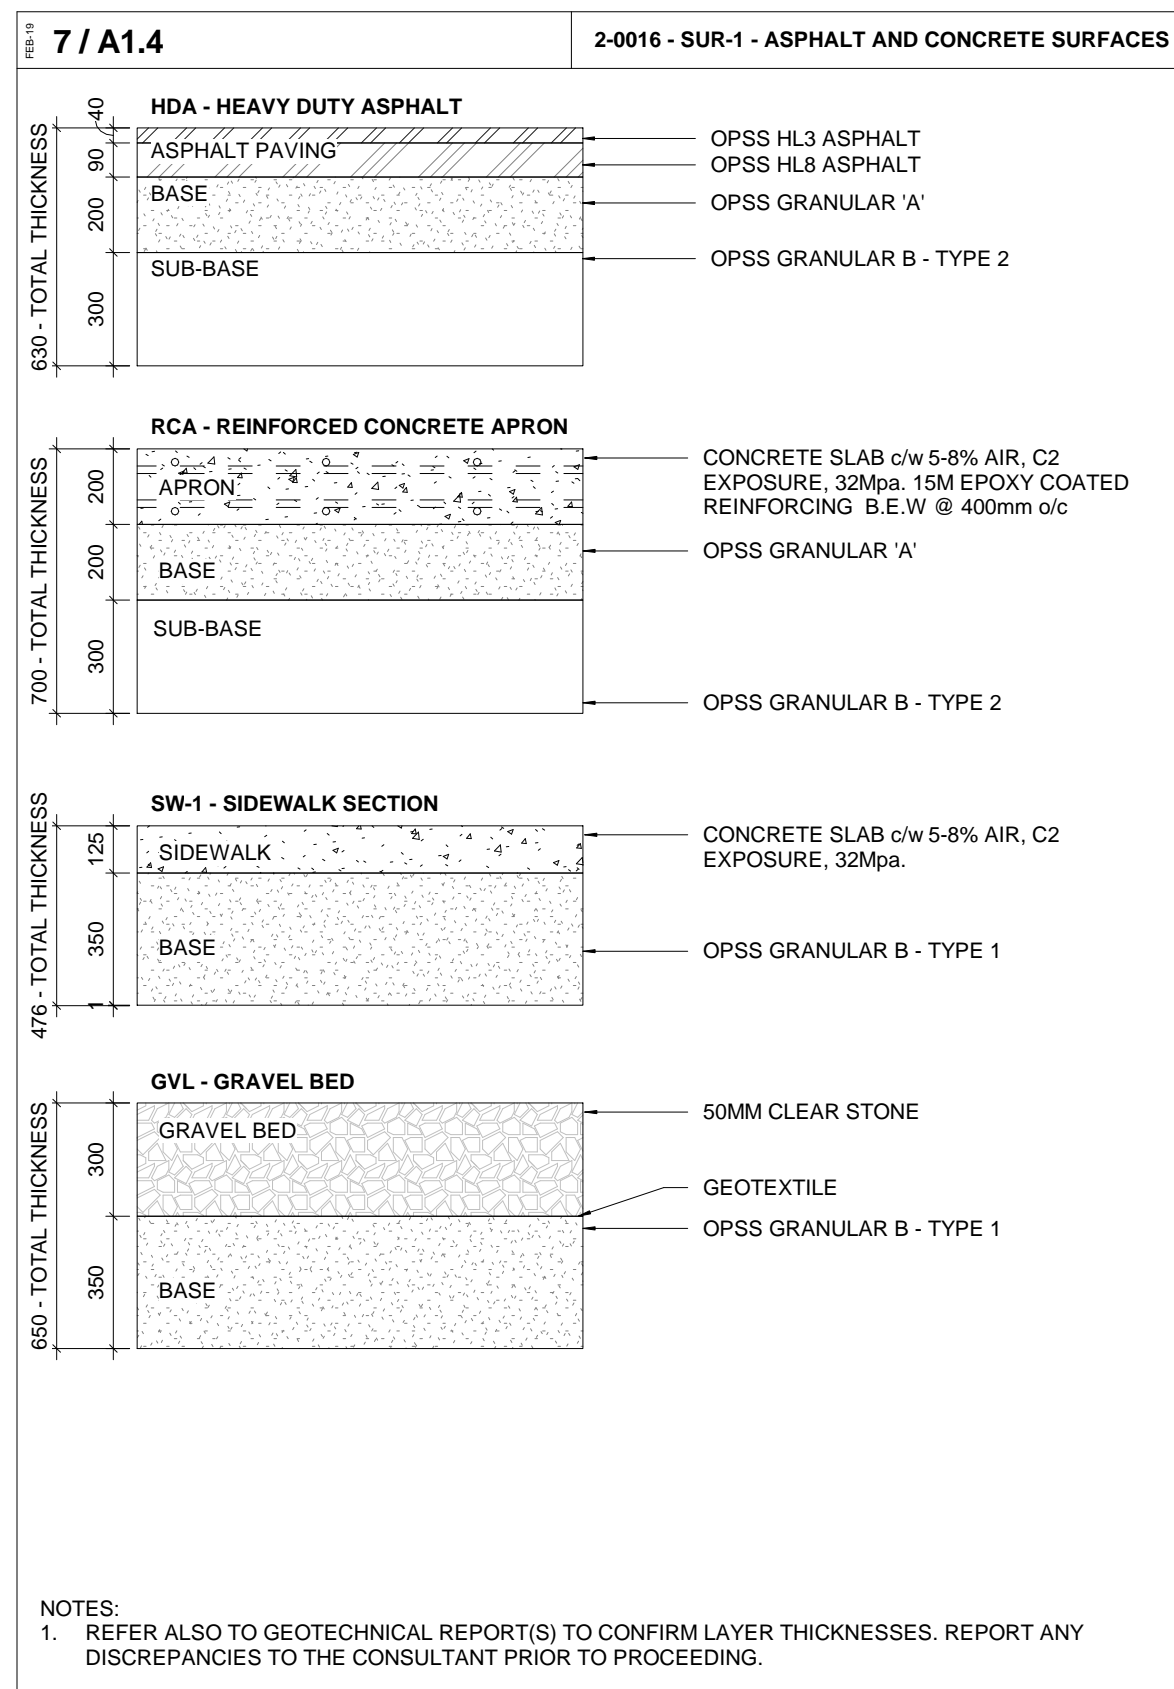 FEB-19
7 / A1.4
2-0016 - SUR-1 - ASPHALT AND CONCRETE SURFACES
HDA - HEAVY DUTY ASPHALT
630 - TOTAL THICKNESS
40
90
200
300
ASPHALT PAVING
BASE
SUB-BASE
OPSS HL3 ASPHALT
OPSS HL8 ASPHALT
OPSS GRANULAR 'A'
OPSS GRANULAR B - TYPE 2
RCA - REINFORCED CONCRETE APRON
700 - TOTAL THICKNESS
200
200
300
APRON
BASE
SUB-BASE
CONCRETE SLAB c/w 5-8% AIR, C2
EXPOSURE, 32Mpa. 15M EPOXY COATED
REINFORCING B.E.W @ 400mm o/c
OPSS GRANULAR 'A'
OPSS GRANULAR B - TYPE 2
SW-1 - SIDEWALK SECTION
476 - TOTAL THICKNESS
125
350
1
SIDEWALK
BASE
CONCRETE SLAB c/w 5-8% AIR, C2
EXPOSURE, 32Mpa.
OPSS GRANULAR B - TYPE 1
GVL - GRAVEL BED
650 - TOTAL THICKNESS
300
350
GRAVEL BED
BASE
50MM CLEAR STONE
GEOTEXTILE
OPSS GRANULAR B - TYPE 1
NOTES:
1. REFER ALSO TO GEOTECHNICAL REPORT(S) TO CONFIRM LAYER THICKNESSES. REPORT ANY
DISCREPANCIES TO THE CONSULTANT PRIOR TO PROCEEDING.